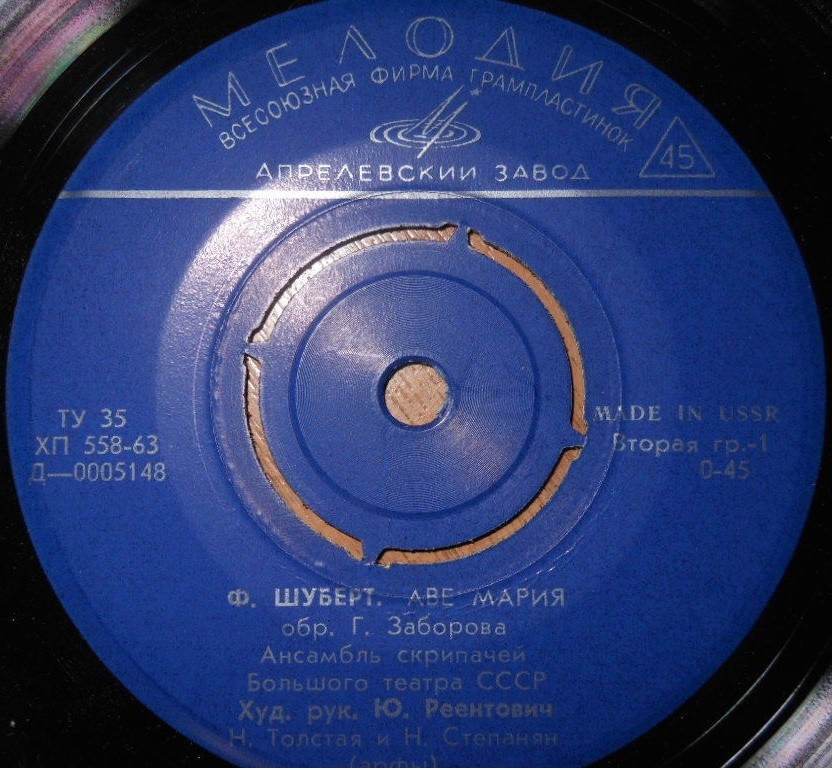 МЕЛОДИЯ
ВСЕСОЮЗНАЯ ФИРМА ГРАМПЛАСТИНОК
45
АПРЕЛЕВСКИЙ ЗАВОД
ТУ 35
ХП 558-63
Д—0005148
MADE IN USSR
Вторая гр.-1
0-45
Ф. ШУБЕРТ. АВЕ МАРИЯ
обр. Г. Заборова
Ансамбль скрипачей
Большого театра СССР
Худ. рук. Ю. Реентович
Н. Толстая и Н. Степанян
(арфы)